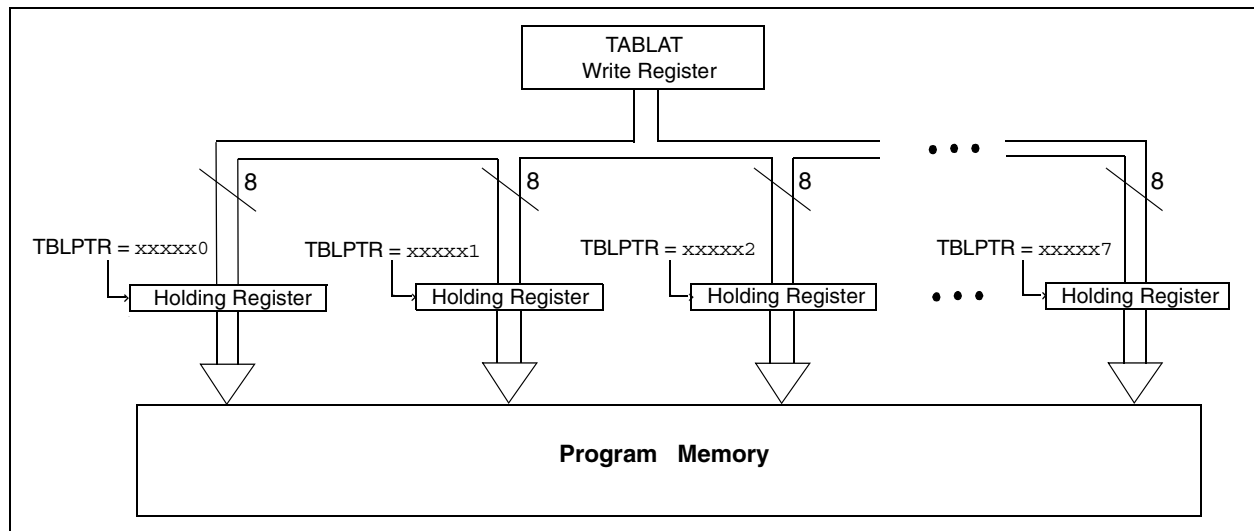 TABLAT
Write Register
8
8
8
8
TBLPTR = xxxxx0
TBLPTR = xxxxx1
TBLPTR = xxxxx2
TBLPTR = xxxxx7
Holding Register
Holding Register
Holding Register
Holding Register
Program Memory